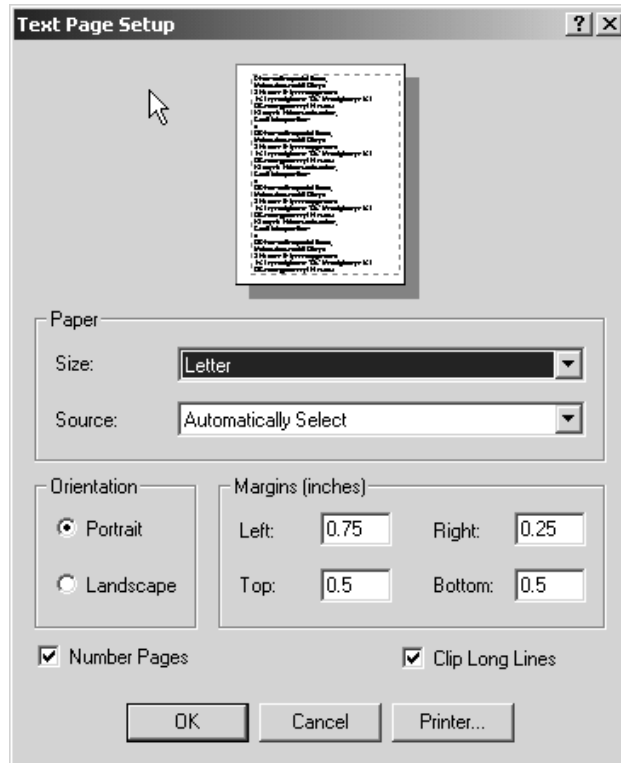 Text Page Setup
Paper
Size: Letter
Source: Automatically Select
Orientation
Portrait
Landscape
Margins (inches)
Left: 0.75 Right: 0.25
Top: 0.5 Bottom: 0.5
Number Pages Clip Long Lines
OK Cancel Printer...